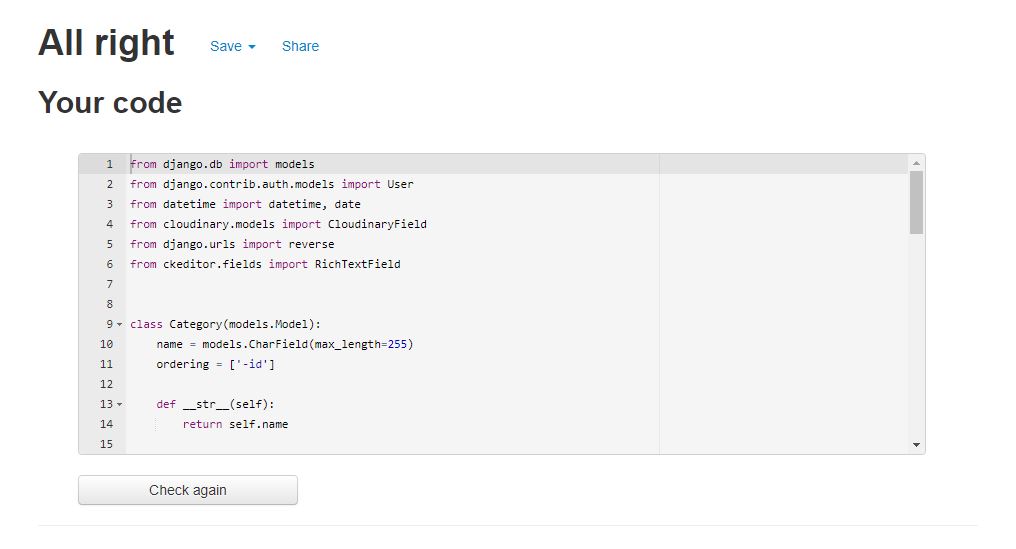 All right Save Share
Your code
1 from django.db import models
2 from django.contrib.auth.models import User
3 from datetime import datetime, date
4 from cloudinary.models import CloudinaryField
5 from django.urls import reverse
6 from ckeditor.fields import RichTextField
7
8
9 class Category(models.Model):
10     name = models.CharField(max_length=255)
11     ordering = ['-id']
12
13     def __str__(self):
14         return self.name
15
Check again